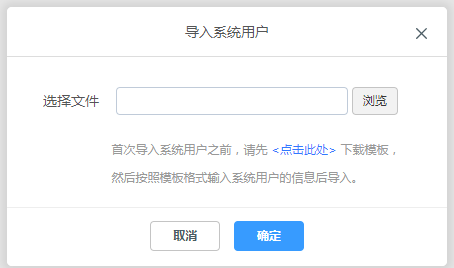 导入系统用户
选择文件 浏览
首次导入系统用户之前，请先 <点击此处> 下载模板，
然后按照模板格式输入系统用户的信息后导入。
取消 确定